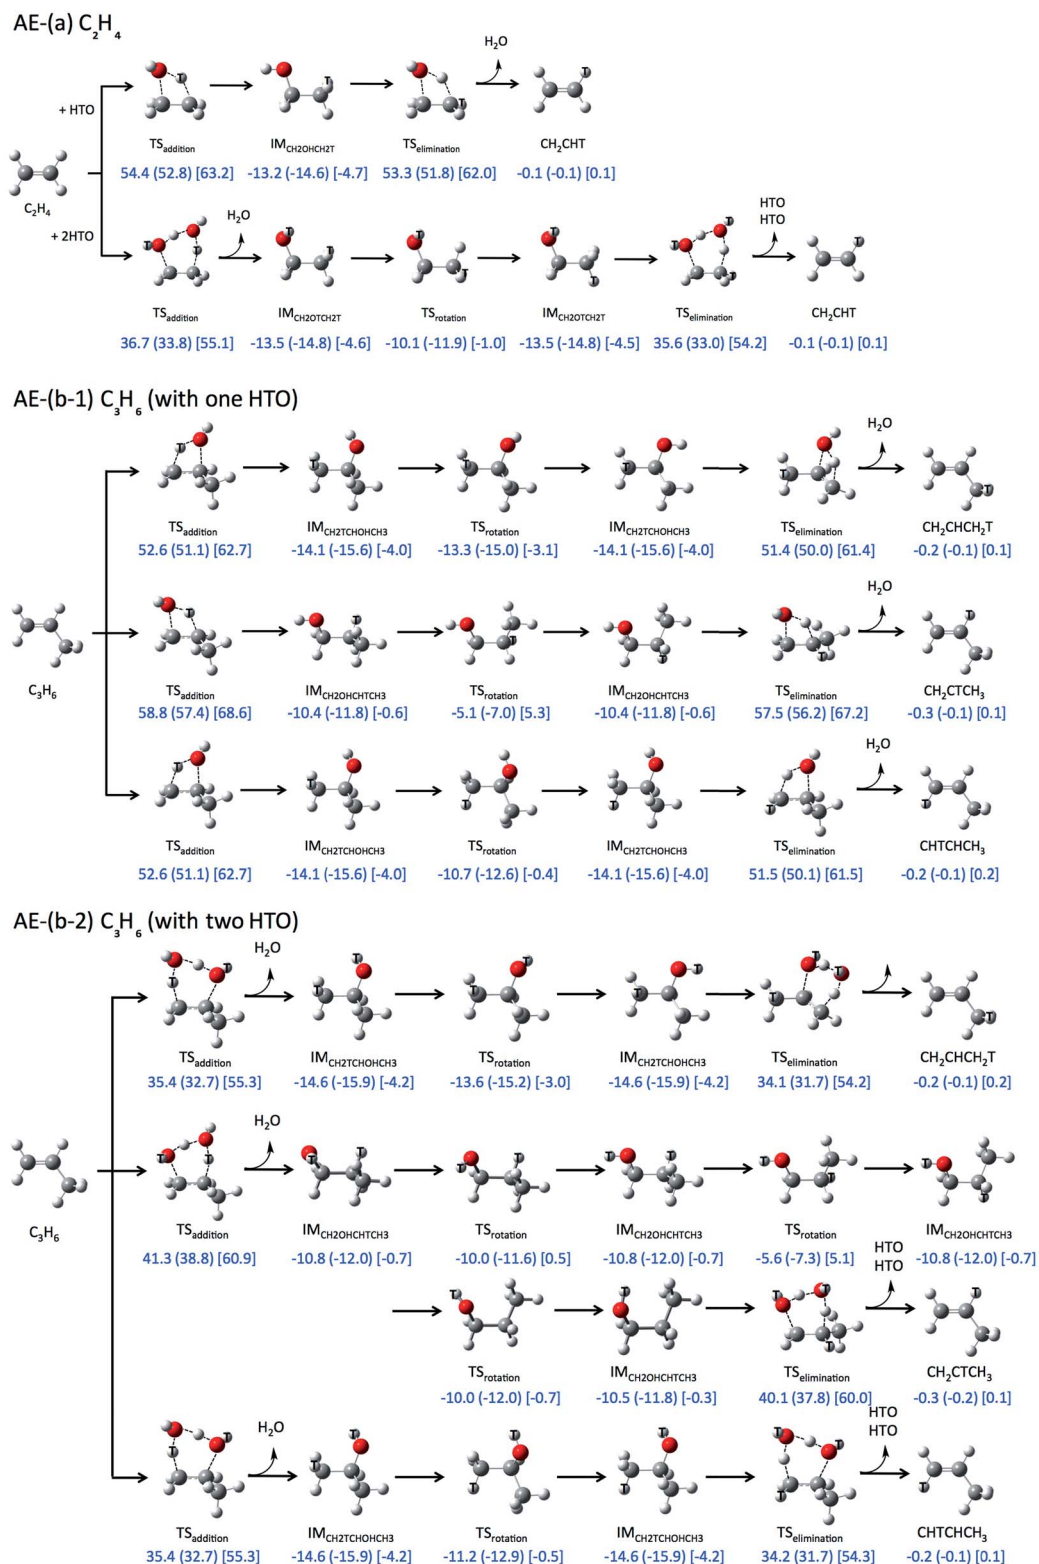 AE-(a) C2H4
H2O
+ HTO
TSaddition IMCH2OHCH2T TSelimination CH2CHT
54.4 (52.8) [63.2] -13.2 (-14.6) [-4.7] 53.3 (51.8) [62.0] -0.1 (-0.1) [0.1]
C2H4
+ 2HTO
H2O
HTO
HTO
TSaddition IMCH2OTCH2T TSrotation IMCH2OTCH2T TSelimination CH2CHT
36.7 (33.8) [55.1] -13.5 (-14.8) [-4.6] -10.1 (-11.9) [-1.0] -13.5 (-14.8) [-4.5] 35.6 (33.0) [54.2] -0.1 (-0.1) [0.1]
AE-(b-1) C3H6 (with one HTO)
H2O
TSaddition IMCH2TCHOHCH3 TSrotation IMCH2TCHOHCH3 TSelimination CH2CHCH2T
52.6 (51.1) [62.7] -14.1 (-15.6) [-4.0] -13.3 (-15.0) [-3.1] -14.1 (-15.6) [-4.0] 51.4 (50.0) [61.4] -0.2 (-0.1) [0.1]
H2O
C3H6
TSaddition IMCH2OHCHTCH3 TSrotation IMCH2OHCHTCH3 TSelimination CH2CTCH3
58.8 (57.4) [68.6] -10.4 (-11.8) [-0.6] -5.1 (-7.0) [5.3] -10.4 (-11.8) [-0.6] 57.5 (56.2) [67.2] -0.3 (-0.1) [0.1]
H2O
TSaddition IMCH2TCHOHCH3 TSrotation IMCH2TCHOHCH3 TSelimination CHTCHCH3
52.6 (51.1) [62.7] -14.1 (-15.6) [-4.0] -10.7 (-12.6) [-0.4] -14.1 (-15.6) [-4.0] 51.5 (50.1) [61.5] -0.2 (-0.1) [0.2]
AE-(b-2) C3H6 (with two HTO)
H2O
TSaddition IMCH2TCHOHCH3 TSrotation IMCH2TCHOHCH3 TSelimination CH2CHCH2T
35.4 (32.7) [55.3] -14.6 (-15.9) [-4.2] -13.6 (-15.2) [-3.0] -14.6 (-15.9) [-4.2] 34.1 (31.7) [54.2] -0.2 (-0.1) [0.2]
H2O
C3H6
TSaddition IMCH2OHCHTCH3 TSrotation IMCH2OHCHTCH3 TSrotation IMCH2OHCHTCH3
41.3 (38.8) [60.9] -10.8 (-12.0) [-0.7] -10.0 (-11.6) [0.5] -10.8 (-12.0) [-0.7] -5.6 (-7.3) [5.1] -10.8 (-12.0) [-0.7]
HTO
HTO
TSrotation IMCH2OHCHTCH3 TSelimination CH2CTCH3
-10.0 (-12.0) [-0.7] -10.5 (-11.8) [-0.3] 40.1 (37.8) [60.0] -0.3 (-0.2) [0.1]
H2O
HTO
HTO
TSaddition IMCH2TCHOHCH3 TSrotation IMCH2TCHOHCH3 TSelimination CHTCHCH3
35.4 (32.7) [55.3] -14.6 (-15.9) [-4.2] -11.2 (-12.9) [-0.5] -14.6 (-15.9) [-4.2] 34.2 (31.7) [54.3] -0.2 (-0.1) [0.1]